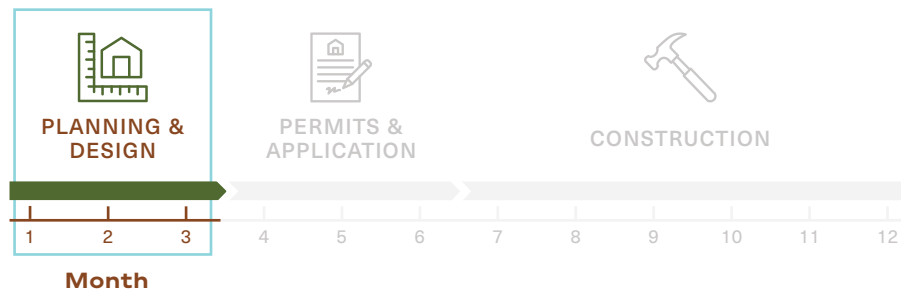 PLANNING &
DESIGN
PERMITS &
APPLICATION
CONSTRUCTION
1 2 3 4 5 6 7 8 9 10 11 12
Month